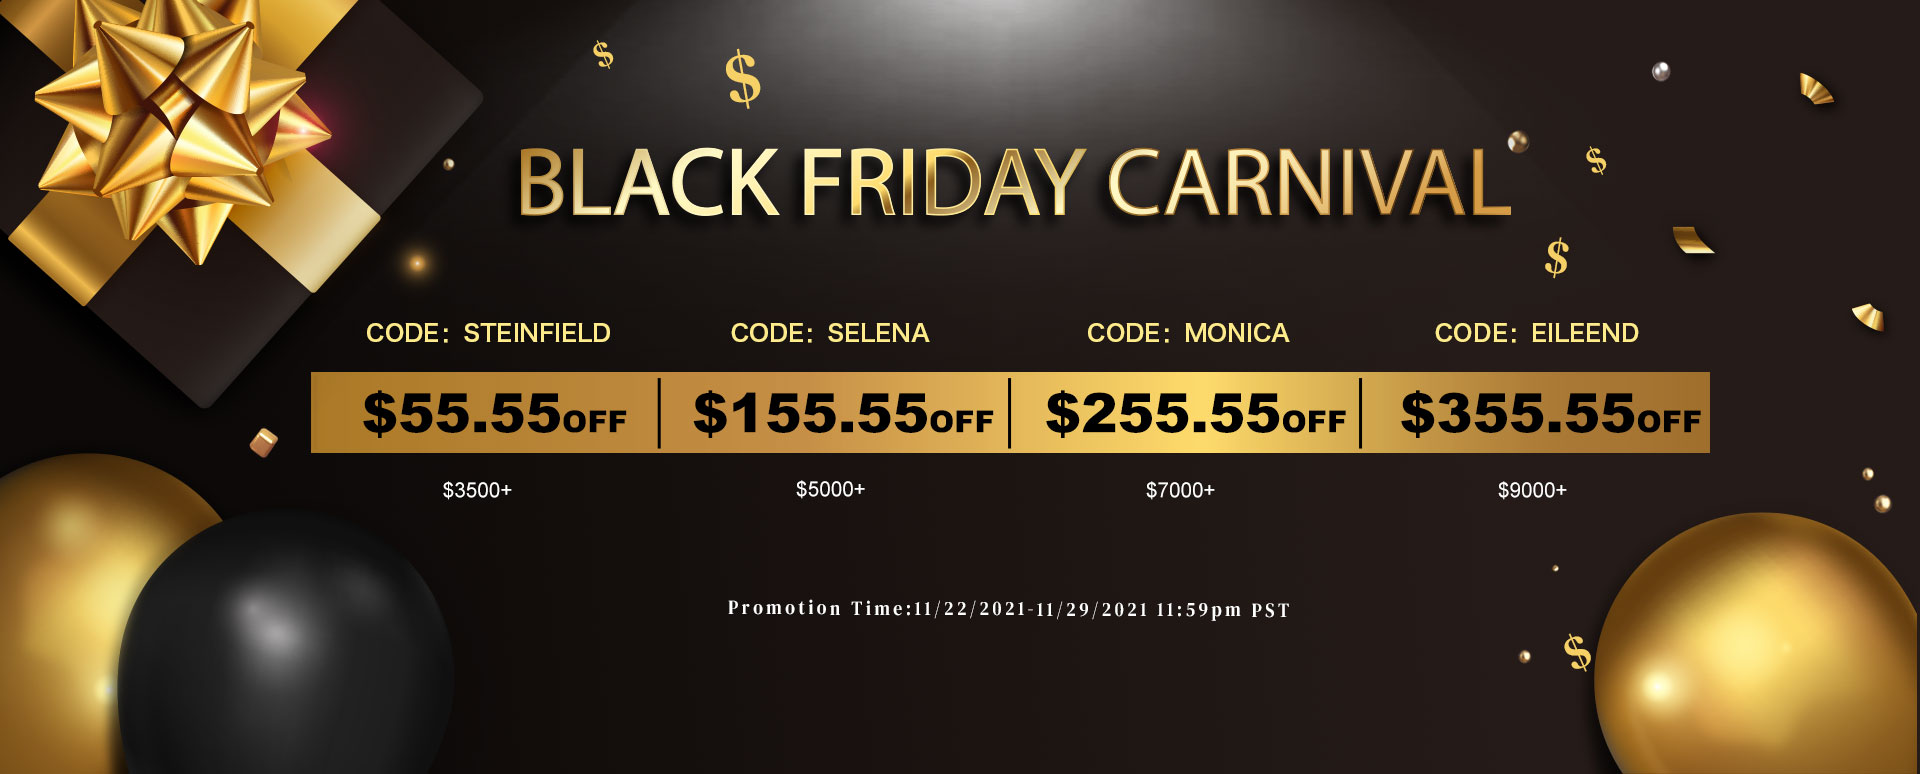 BLACK FRIDAY CARNIVAL
CODE: STEINFIELD CODE: SELENA CODE: MONICA CODE: EILEEND
$55.55OFF $155.55OFF $255.55OFF $355.55OFF
$3500+ $5000+ $7000+ $9000+
Promotion Time:11/22/2021-11/29/2021 11:59pm PST